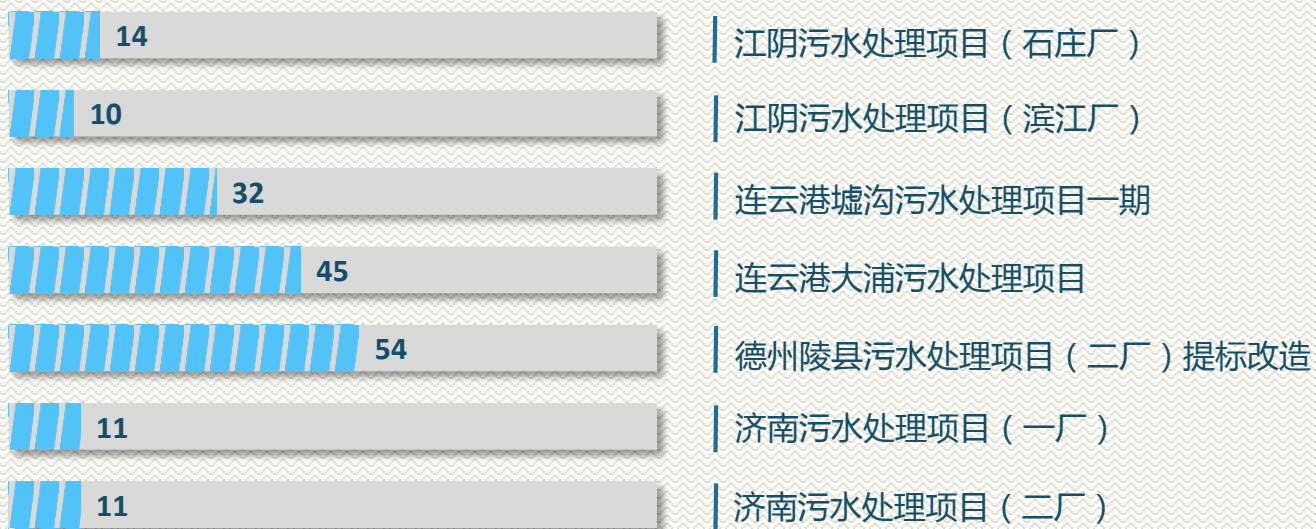 14 江阴污水处理项目（石庄厂）
10 江阴污水处理项目（滨江厂）
32 连云港墟沟污水处理项目一期
45 连云港大浦污水处理项目
54 德州陵县污水处理项目（二厂）提标改造
11 济南污水处理项目（一厂）
11 济南污水处理项目（二厂）